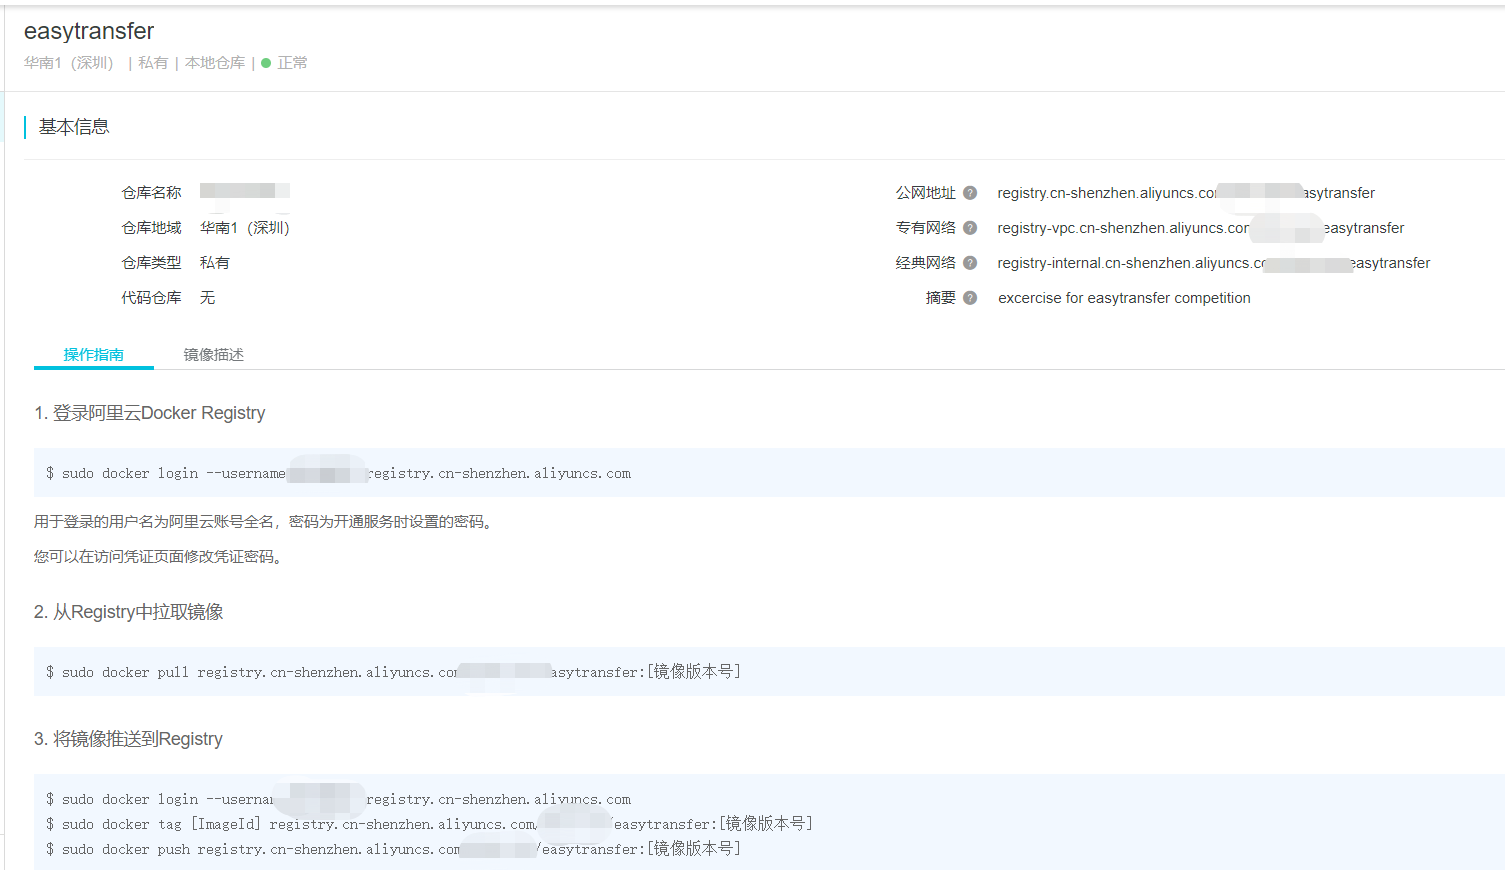 easytransfer
华南1（深圳） | 私有 | 本地仓库 | 正常
基本信息
仓库名称
公网地址 registry.cn-shenzhen.aliyuncs.co asytransfer
仓库地域 华南1（深圳）
专有网络 registry-vpc.cn-shenzhen.aliyuncs.co easytransfer
仓库类型 私有
经典网络 registry-internal.cn-shenzhen.aliyuncs.c easytransfer
代码仓库 无
摘要 excercise for easytransfer competition
操作指南 镜像描述
1. 登录阿里云Docker Registry
$ sudo docker login --username registry.cn-shenzhen.aliyuncs.com
用于登录的用户名为阿里云账号全名，密码为开通服务时设置的密码。
您可以在访问凭证页面修改凭证密码。
2. 从Registry中拉取镜像
$ sudo docker pull registry.cn-shenzhen.aliyuncs.co asytransfer:[镜像版本号]
3. 将镜像推送到Registry
$ sudo docker login --userna registry.cn-shenzhen.aliyuncs.com
$ sudo docker tag [ImageId] registry.cn-shenzhen.aliyuncs.com/ /easytransfer:[镜像版本号]
$ sudo docker push registry.cn-shenzhen.aliyuncs.com /easytransfer:[镜像版本号]